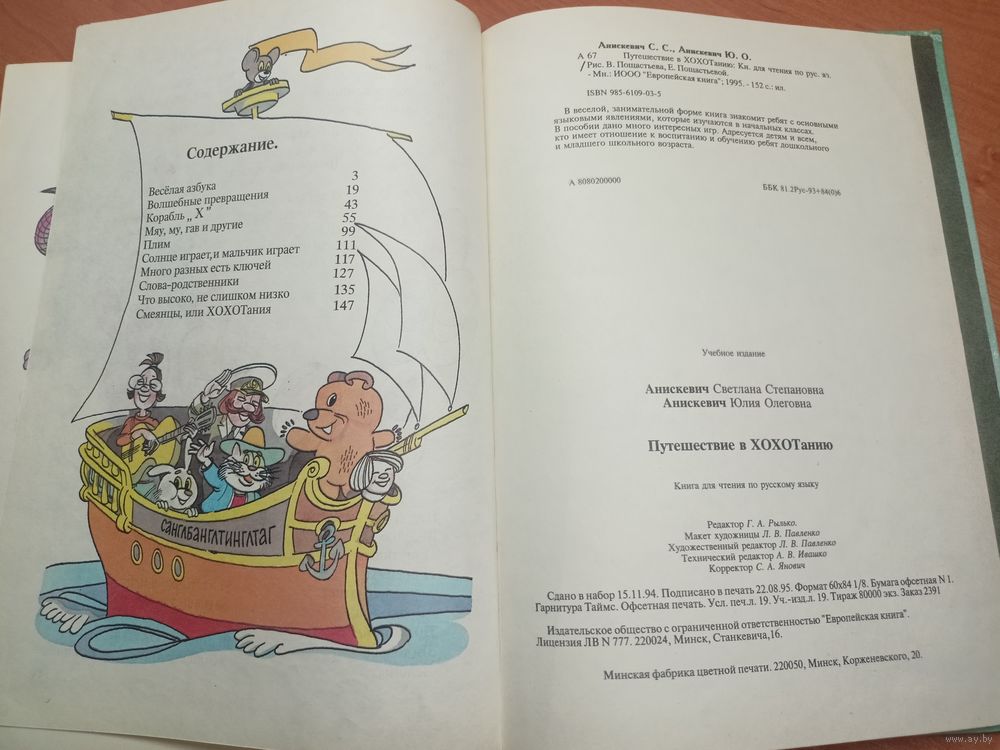 Содержание.
Весёлая азбука 3
Волшебные превращения 19
Корабль „Х" 43
Мяу, му, гав и другие 55
Плим 99
Солнце играет, и мальчик играет 111
Много разных есть ключей 117
Слова-родственники 127
Что высоко, не слишком низко 135
Смеянцы, или ХОХОТания 147
САНГЛБАНГЛТИНГЛТАГ
Анискевич С. С., Анискевич Ю. О.
А 67 Путешествие в ХОХОТанию: Кн. для чтения по рус. яз.
/Рис. В. Пощастьева, Е. Пощастьевой.
- Мн.: ИООО "Европейская книга"; 1995. - 152 с.: ил.
ISBN 985-6109-03-5
В веселой, занимательной форме книга знакомит ребят с основными
языковыми явлениями, которые изучаются в начальных классах.
В пособии дано много интересных игр. Адресуется детям и всем,
кто имеет отношение к воспитанию и обучению ребят дошкольного
и младшего школьного возраста.
А 8080200000
ББК 81.2Рус-93+84(0)6
Учебное издание
Анискевич Светлана Степановна
Анискевич Юлия Олеговна
Путешествие в ХОХОТанию
Книга для чтения по русскому языку
Редактор Г. А. Рылько.
Макет художницы Л. В. Павленко
Художественный редактор Л. В. Павленко
Технический редактор А. В. Ивашко
Корректор С. А. Янович
Сдано в набор 15.11.94. Подписано в печать 22.08.95. Формат 60х84 1/8. Бумага офсетная N 1.
Гарнитура Таймс. Офсетная печать. Усл. печ.л. 19. Уч.-изд.л. 19. Тираж 80000 экз. Заказ 2391
Издательское общество с ограниченной ответственностью "Европейская книга".
Лицензия ЛВ N 777. 220024, Минск, Станкевича,16.
Минская фабрика цветной печати. 220050, Минск, Корженевского, 20.
www.ay.by